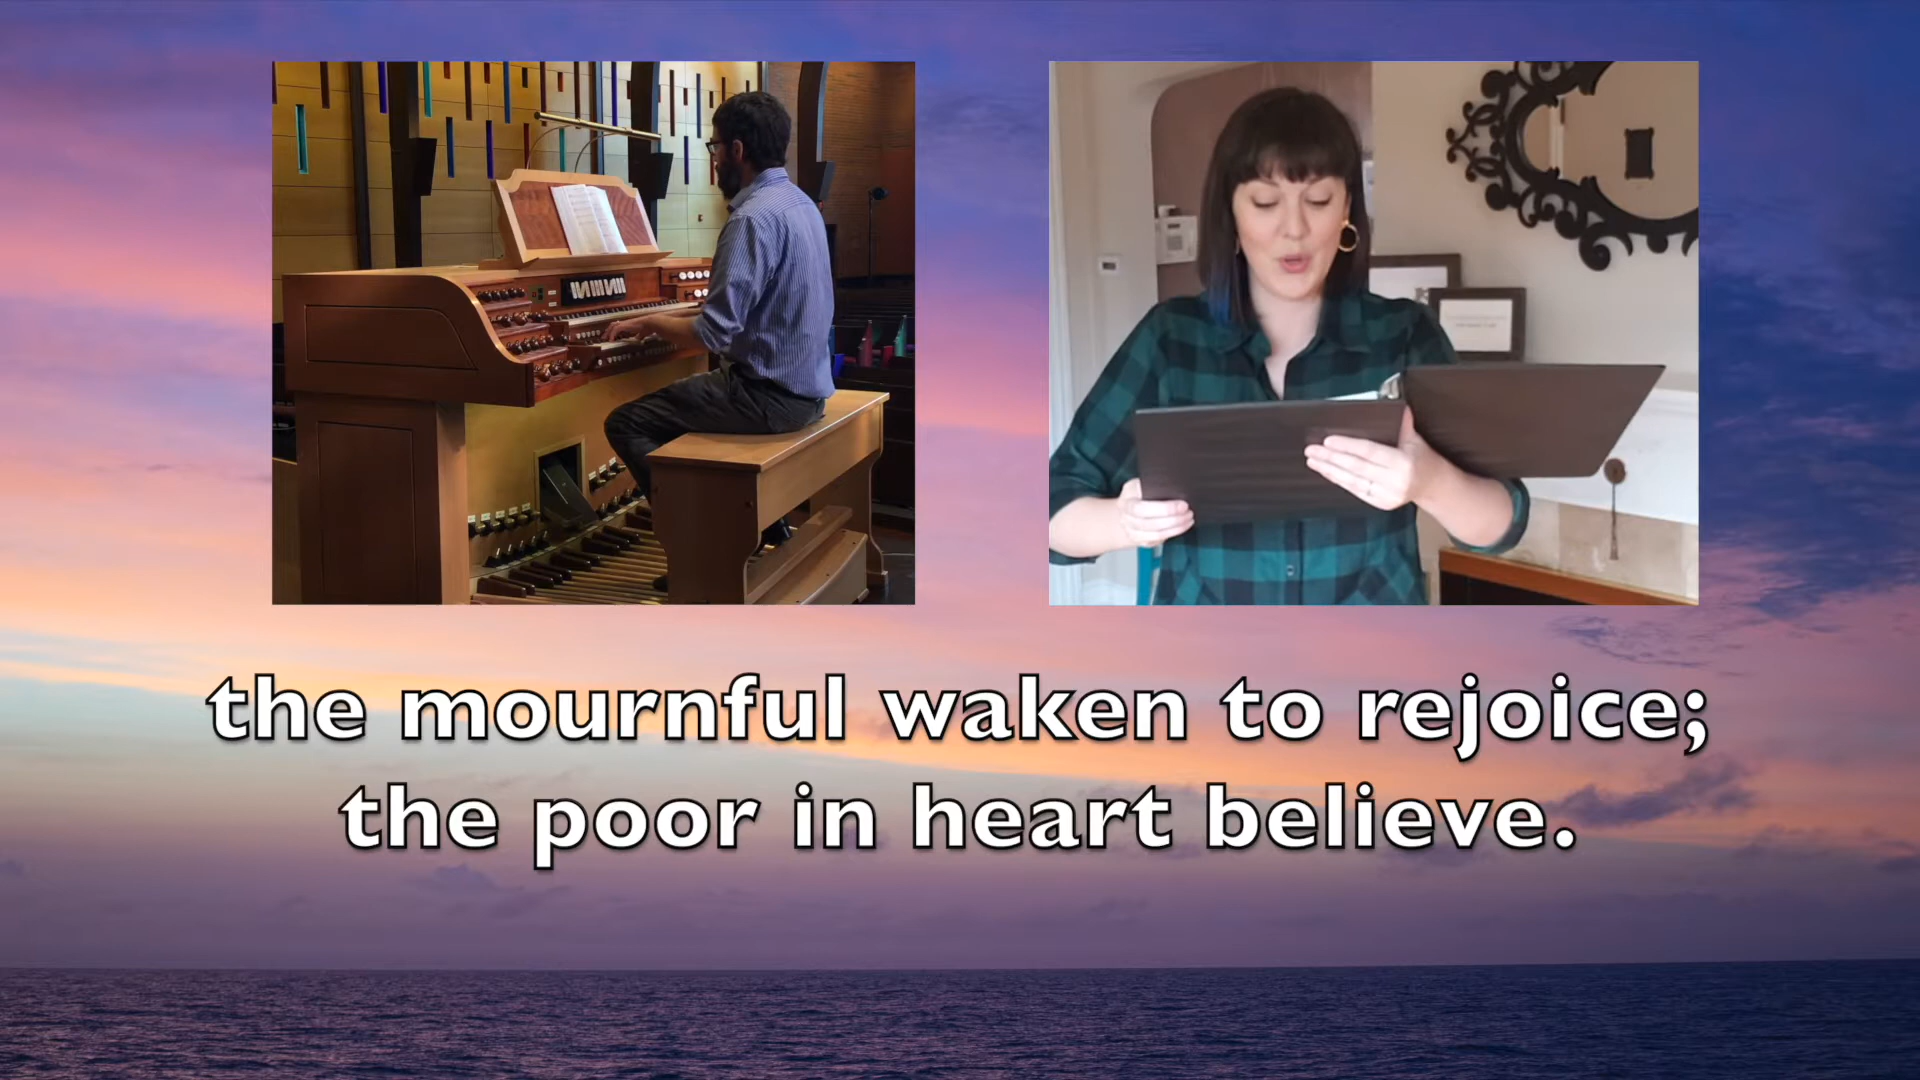 the mournful waken to rejoice;
the poor in heart believe.